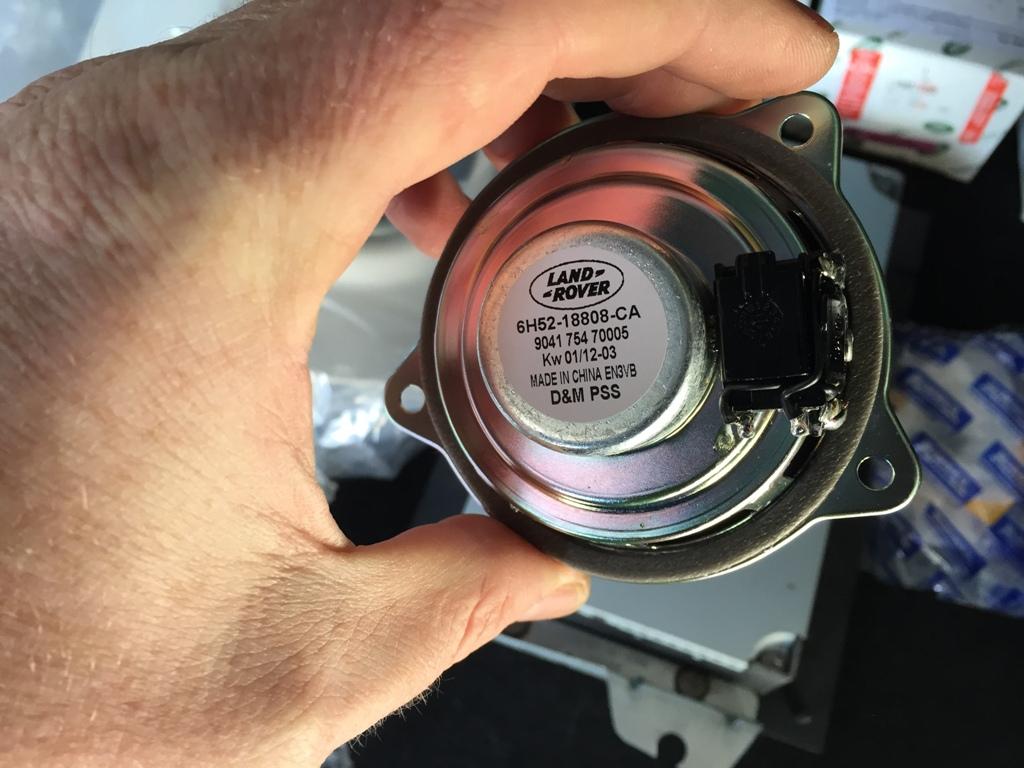 LAND-
-ROVER
6H52-18808-CA
9041 754 70005
Kw 01/12-03
MADE IN CHINA EN3VB
D&M PSS